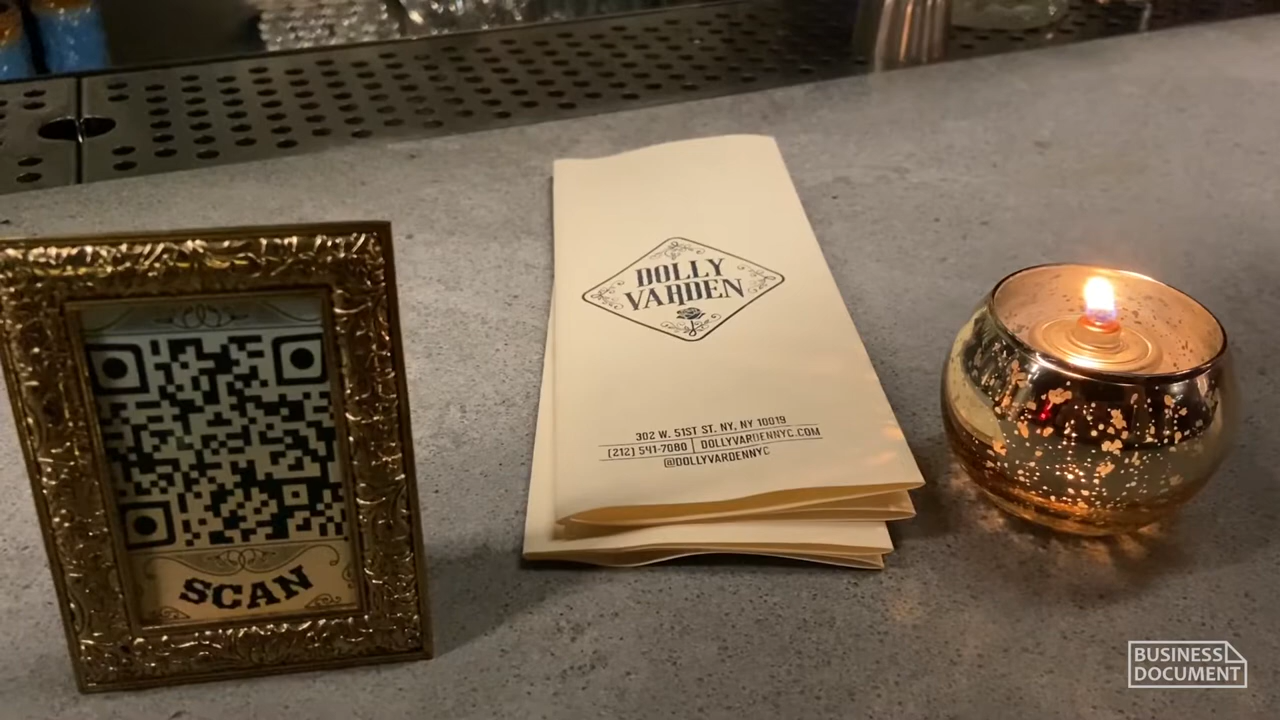 DOLLY
VARDEN
302 W. 51ST ST. NY, NY 10019
(212) 541-7080 | DOLLYVARDENNYC.COM
@DOLLYVARDENNYC
SCAN
BUSINESS
DOCUMENT